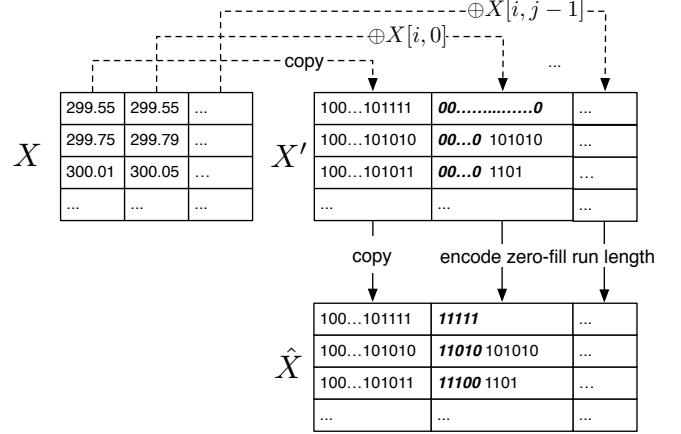 ⊕X[i, j − 1]
⊕X[i, 0]
copy
...
X
299.55 299.55 ...
299.75 299.79 ...
300.01 300.05 ...
... ... ...
X′
100...101111 00...............0 ...
100...101010 00...0 101010 ...
100...101011 00...0 1101 ...
... ... ...
copy encode zero-fill run length
X̂
100...101111 11111 ...
100...101010 11010 101010 ...
100...101011 11100 1101 ...
... ... ...